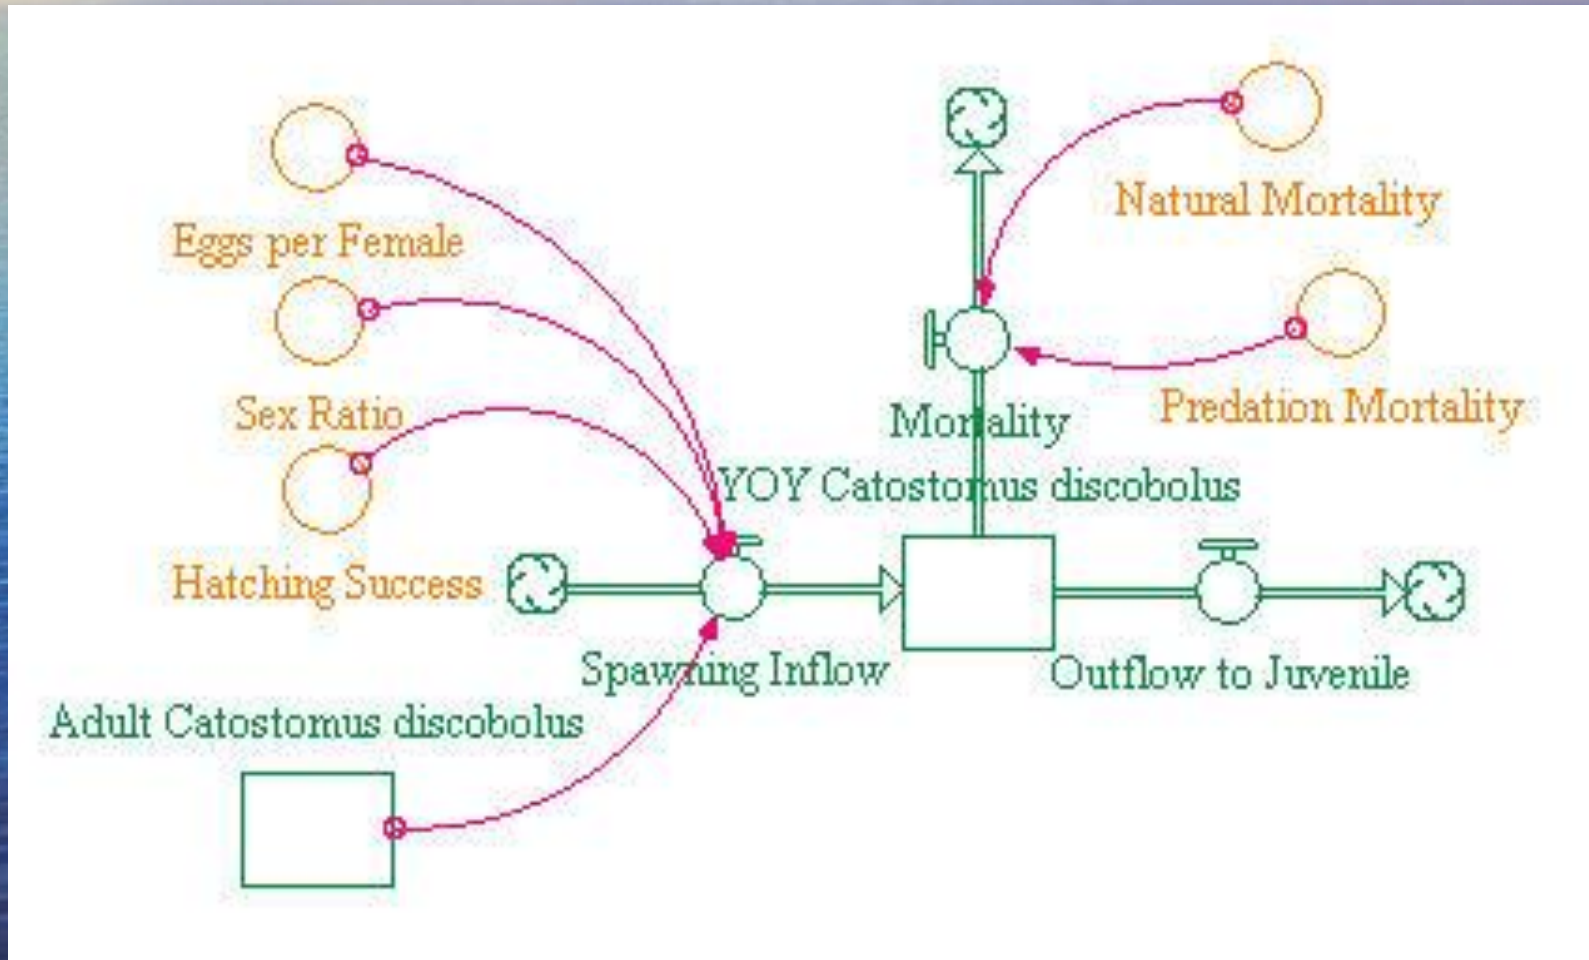 Eggs per Female
Sex Ratio
Hatching Success
Adult Catostomus discobolus
Spawning Inflow
YOY Catostomus discobolus
Mortality
Natural Mortality
Predation Mortality
Outflow to Juvenile